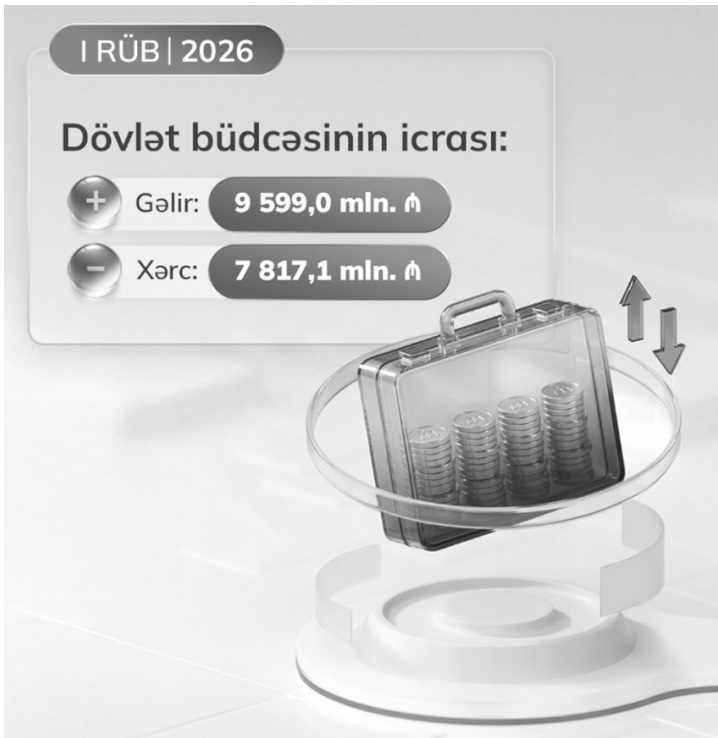 I RÜB | 2026
Dövlət büdcəsinin icrası:
+ Gəlir: 9 599,0 mln. ₼
− Xərc: 7 817,1 mln. ₼